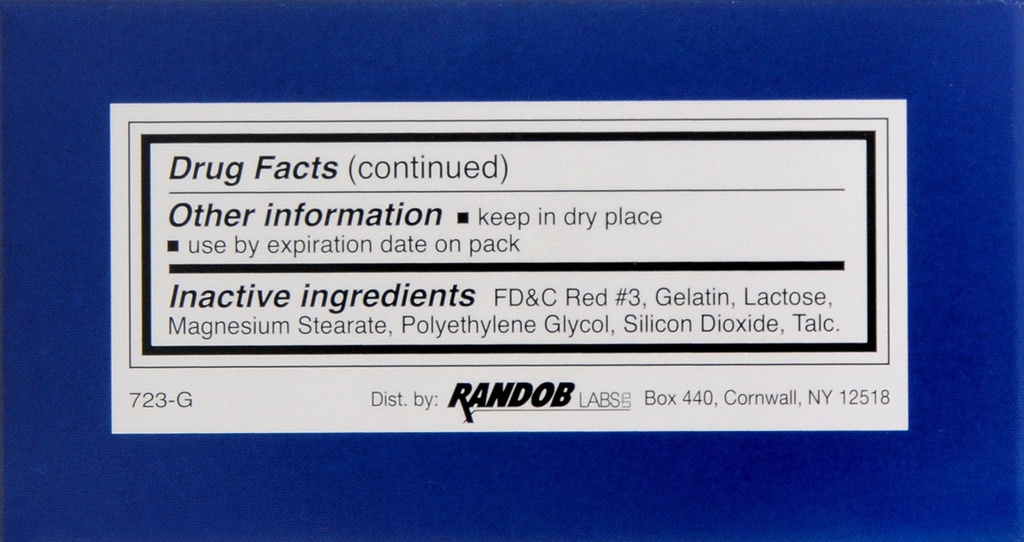 Drug Facts (continued)
Other information ■ keep in dry place
■ use by expiration date on pack
Inactive ingredients FD&C Red #3, Gelatin, Lactose,
Magnesium Stearate, Polyethylene Glycol, Silicon Dioxide, Talc.
723-G Dist. by: RANDOB LABS LTD Box 440, Cornwall, NY 12518